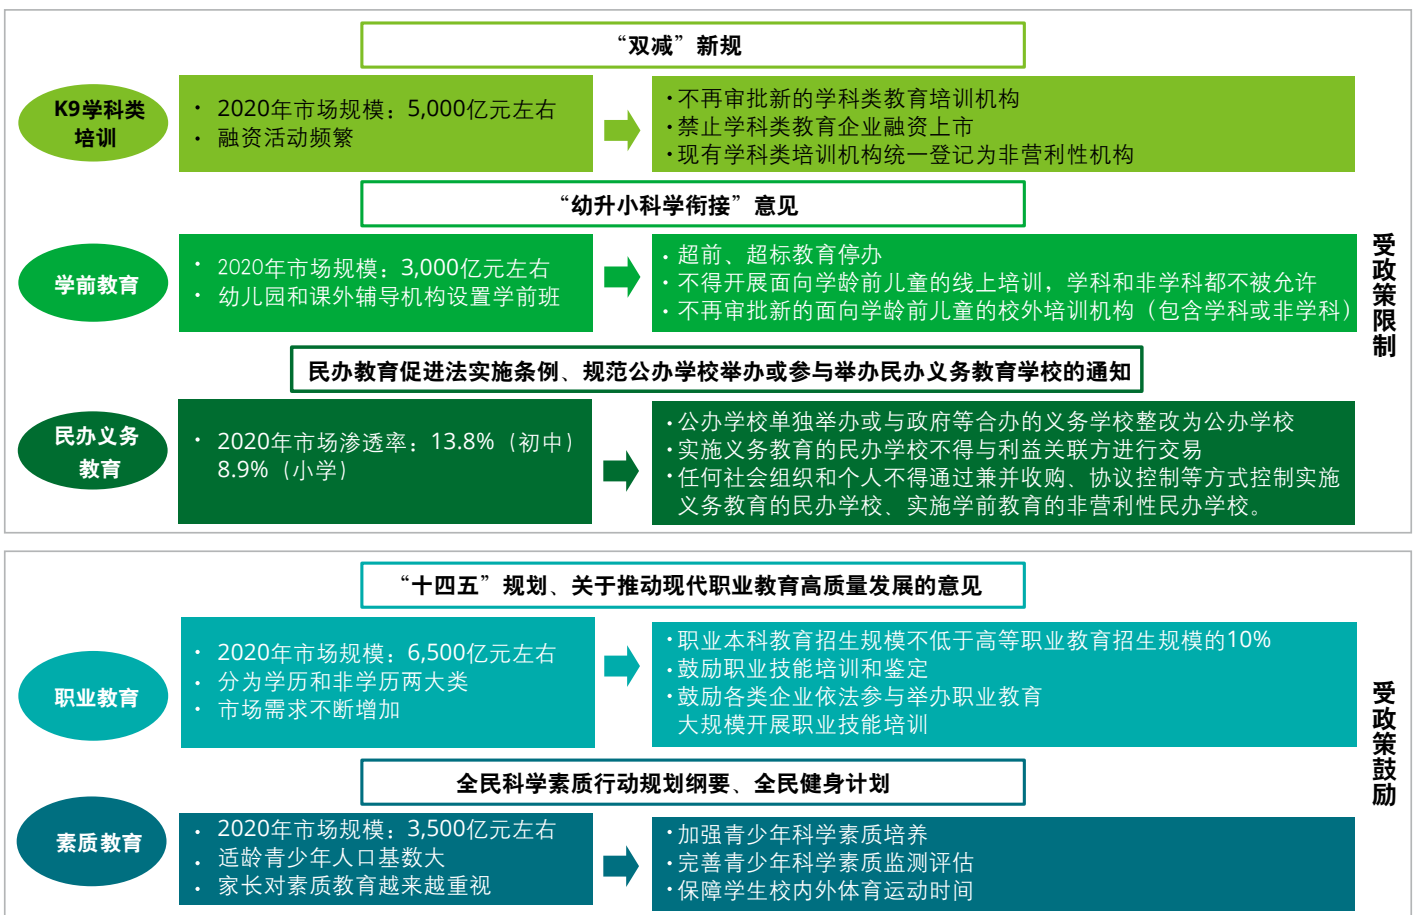 “双减”新规
K9学科类
培训
• 2020年市场规模：5,000亿元左右
• 融资活动频繁
•不再审批新的学科类教育培训机构
•禁止学科类教育企业融资上市
•现有学科类培训机构统一登记为非营利性机构
“幼升小科学衔接”意见
学前教育
• 2020年市场规模：3,000亿元左右
• 幼儿园和课外辅导机构设置学前班
• 超前、超标教育停办
• 不得开展面向学龄前儿童的线上培训，学科和非学科都不被允许
• 不再审批新的面向学龄前儿童的校外培训机构（包含学科或非学科）
受政策限制
民办教育促进法实施条例、规范公办学校举办或参与举办民办义务教育学校的通知
民办义务
教育
• 2020年市场渗透率：13.8%（初中）
8.9%（小学）
•公办学校单独举办或与政府等合办的义务学校整改为公办学校
•实施义务教育的民办学校不得与利益关联方进行交易
•任何社会组织和个人不得通过兼并收购、协议控制等方式控制实施
义务教育的民办学校、实施学前教育的非营利性民办学校。
“十四五”规划、关于推动现代职业教育高质量发展的意见
职业教育
• 2020年市场规模：6,500亿元左右
• 分为学历和非学历两大类
• 市场需求不断增加
•职业本科教育招生规模不低于高等职业教育招生规模的10%
•鼓励职业技能培训和鉴定
•鼓励各类企业依法参与举办职业教育
大规模开展职业技能培训
受政策鼓励
全民科学素质行动规划纲要、全民健身计划
素质教育
• 2020年市场规模：3,500亿元左右
• 适龄青少年人口基数大
• 家长对素质教育越来越重视
•加强青少年科学素质培养
•完善青少年科学素质监测评估
•保障学生校内外体育运动时间